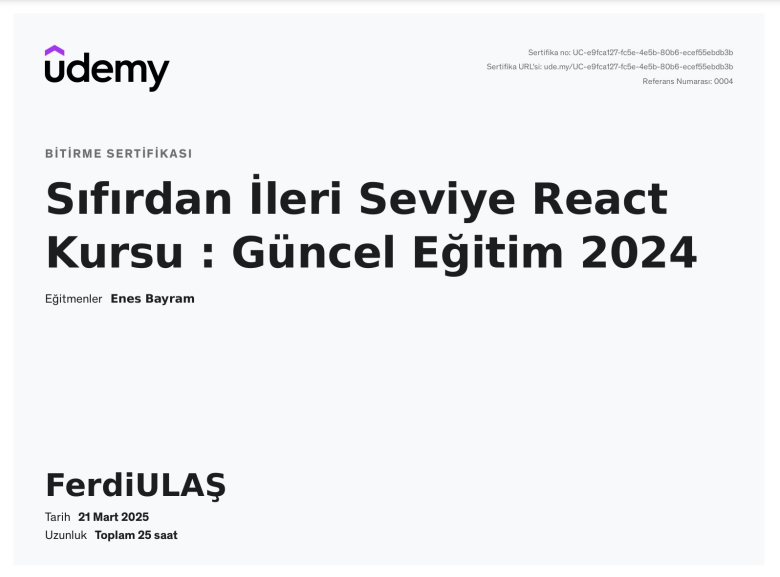 udemy
Sertifika no: UC-e9fca127-fc5e-4e5b-80b6-ecef55ebdb3b
Sertifika URL'si: ude.my/UC-e9fca127-fc5e-4e5b-80b6-ecef55ebdb3b
Referans Numarası: 0004
BİTİRME SERTİFİKASI
Sıfırdan İleri Seviye React
Kursu : Güncel Eğitim 2024
Eğitmenler Enes Bayram
FerdiULAŞ
Tarih 21 Mart 2025
Uzunluk Toplam 25 saat